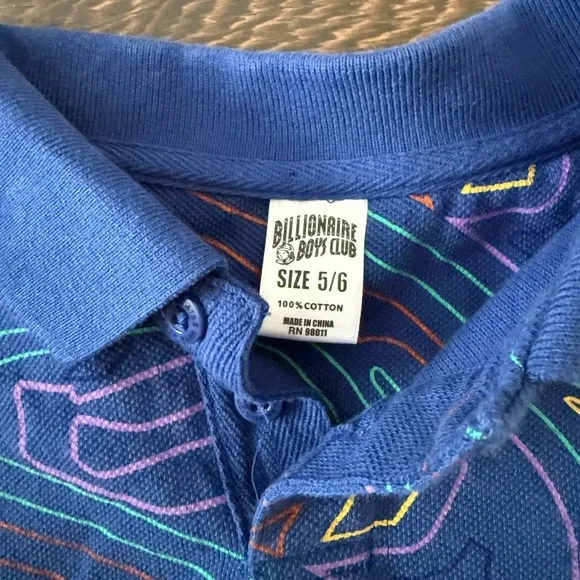 BILLIONAIRE
BOYS CLUB
SIZE 5/6
100% COTTON
MADE IN CHINA
RN 98011